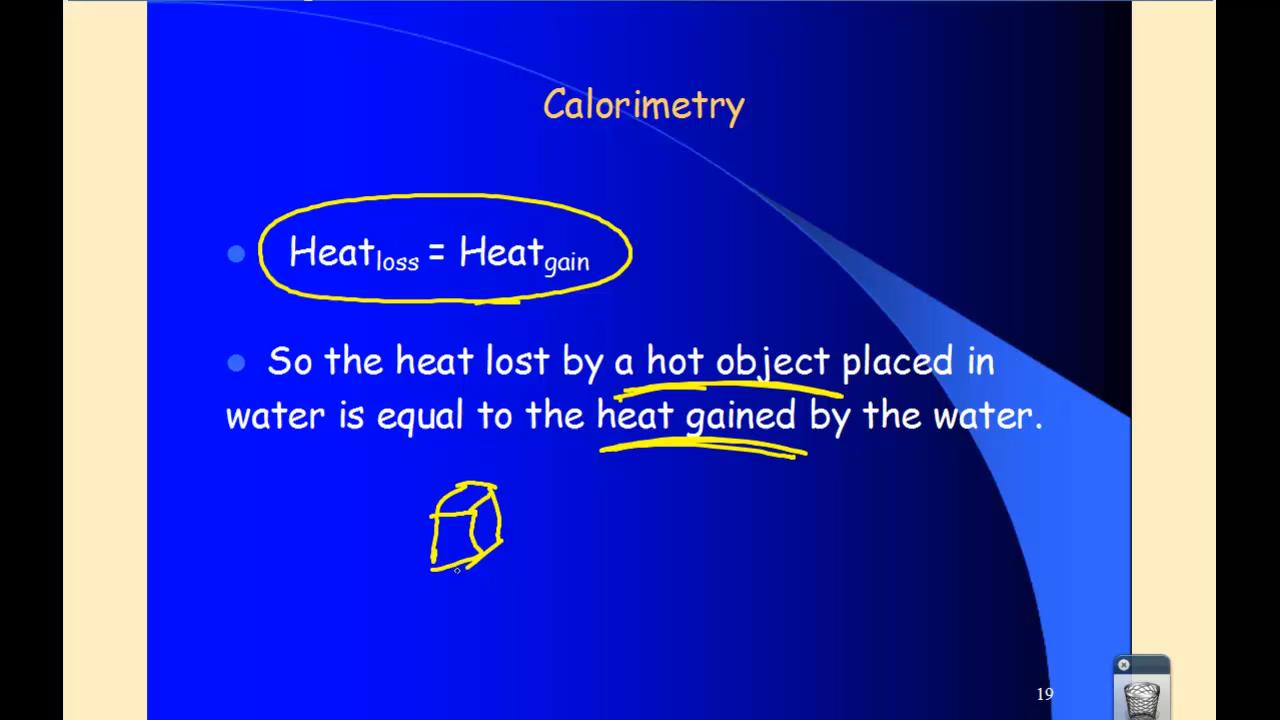 Calorimetry
Heatloss = Heatgain
So the heat lost by a hot object placed in
water is equal to the heat gained by the water.
19